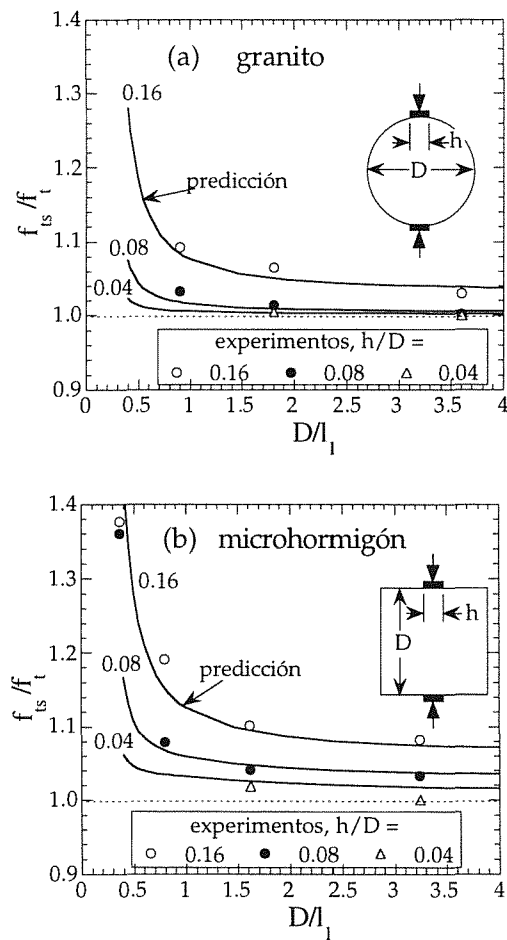 (a) granito
1.4
1.3
1.2
1.1
1.0
0.9
f_ts/f_t
0.16
0.08
0.04
predicción
h
D
experimentos, h/D =
○ 0.16 ● 0.08 △ 0.04
0 0.5 1 1.5 2 2.5 3 3.5 4
D/l_1
(b) microhormigón
1.4
1.3
1.2
1.1
1.0
0.9
f_ts/f_t
0.16
0.08
0.04
predicción
h
D
experimentos, h/D =
○ 0.16 ● 0.08 △ 0.04
0 0.5 1 1.5 2 2.5 3 3.5 4
D/l_1